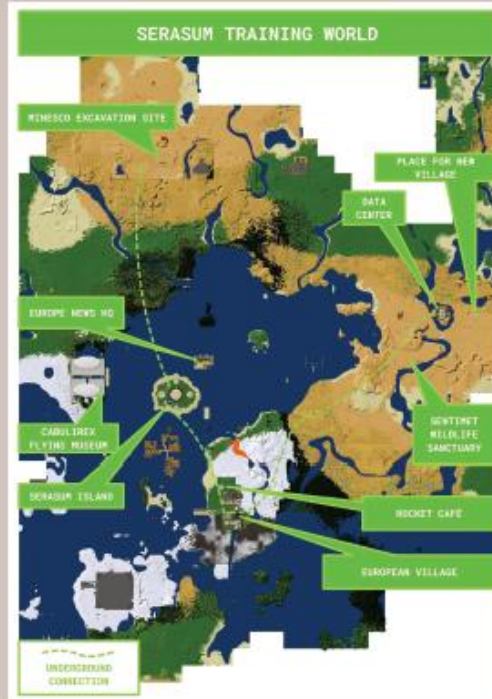 SERASUM TRAINING WORLD
MINESCO EXCAVATION SITE
PLACE FOR NEW
VILLAGE
DATA
CENTER
EUROPE NEWS HQ
CABULIREX
FLYING MUSEUM
SENTIMET
WILDLIFE
SANCTUARY
SERASUM ISLAND
ROCKET CAFÉ
EUROPEAN VILLAGE
UNDERGROUND
CONNECTION